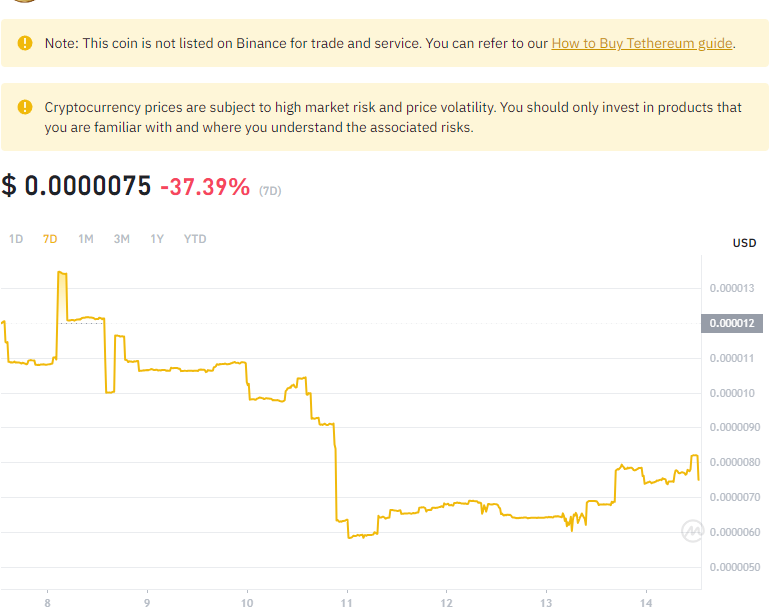 Note: This coin is not listed on Binance for trade and service. You can refer to our How to Buy Tethereum guide.
Cryptocurrency prices are subject to high market risk and price volatility. You should only invest in products that
you are familiar with and where you understand the associated risks.
$ 0.0000075 -37.39% (7D)
1D 7D 1M 3M 1Y YTD
USD
0.000013
0.000012
0.000011
0.000010
0.0000090
0.0000080
0.0000070
0.0000060
0.0000050
8 9 10 11 12 13 14